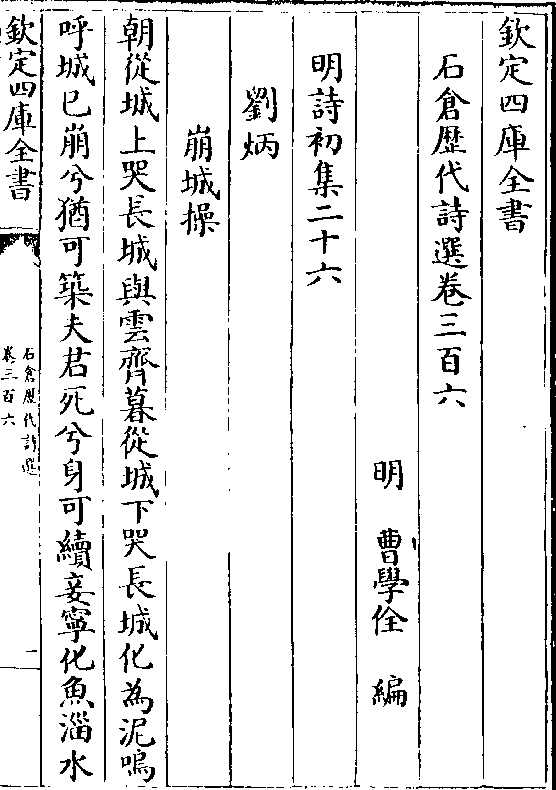 欽定四庫全書
石倉歷代詩選卷三百六
明 曹學佺 編
明詩初集二十六
劉炳
崩城操
朝從城上哭長城與雲齊暮從城下哭長城化為泥嗚
呼城已崩兮猶可築夫君死兮身可續妾寧化魚淄水
欽定四庫全書
石倉歷代詩選
卷三百六
一